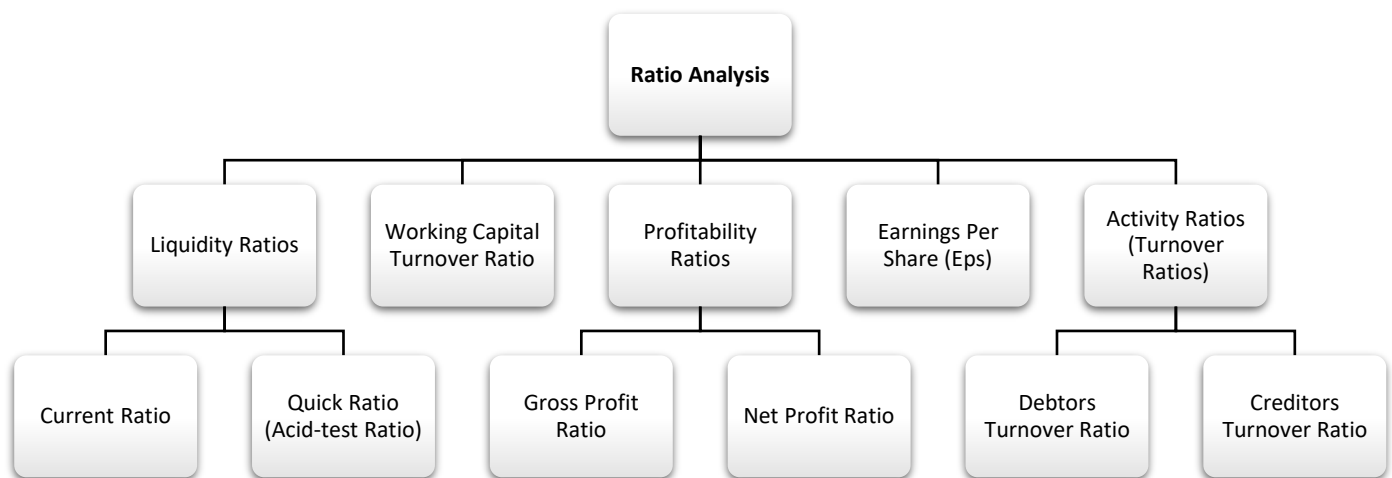 Ratio Analysis
Liquidity Ratios
Working Capital
Turnover Ratio
Profitability
Ratios
Earnings Per
Share (Eps)
Activity Ratios
(Turnover
Ratios)
Current Ratio
Quick Ratio
(Acid-test Ratio)
Gross Profit
Ratio
Net Profit Ratio
Debtors
Turnover Ratio
Creditors
Turnover Ratio